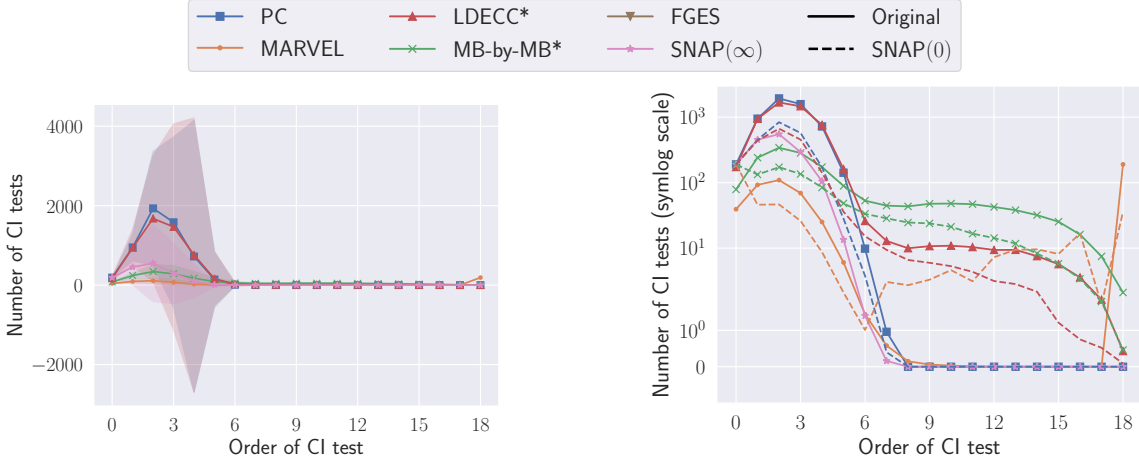 PC LDECC* FGES Original
MARVEL MB-by-MB* SNAP(∞) SNAP(0)
Number of CI tests
4000
2000
0
−2000
0 3 6 9 12 15 18
Order of CI test
Number of CI tests (symlog scale)
10³
10²
10¹
10⁰
0
0 3 6 9 12 15 18
Order of CI test